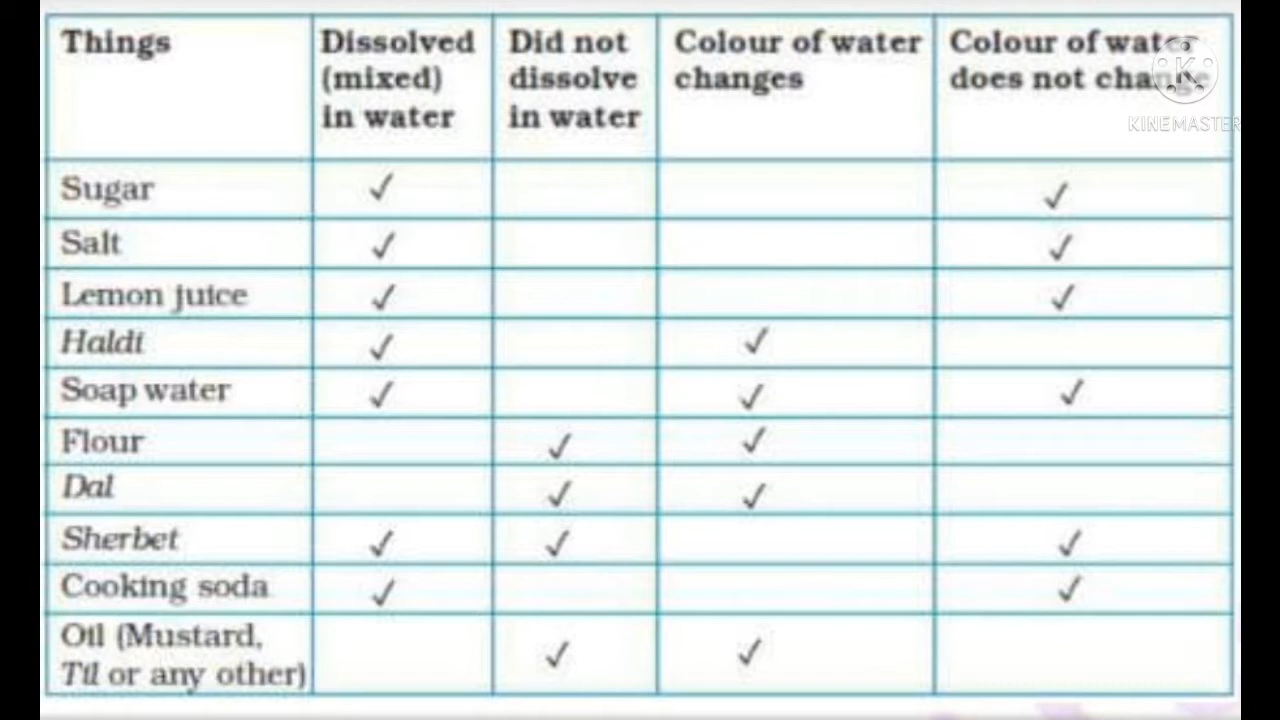 Things Dissolved (mixed) in water Did not dissolve in water Colour of water changes Colour of water does not change
K
KINEMASTER
Sugar ✓ ✓
Salt ✓ ✓
Lemon juice ✓ ✓
Haldi ✓ ✓
Soap water ✓ ✓ ✓
Flour ✓ ✓
Dal ✓ ✓
Sherbet ✓ ✓ ✓
Cooking soda ✓ ✓
Oil (Mustard,
Til or any other) ✓ ✓